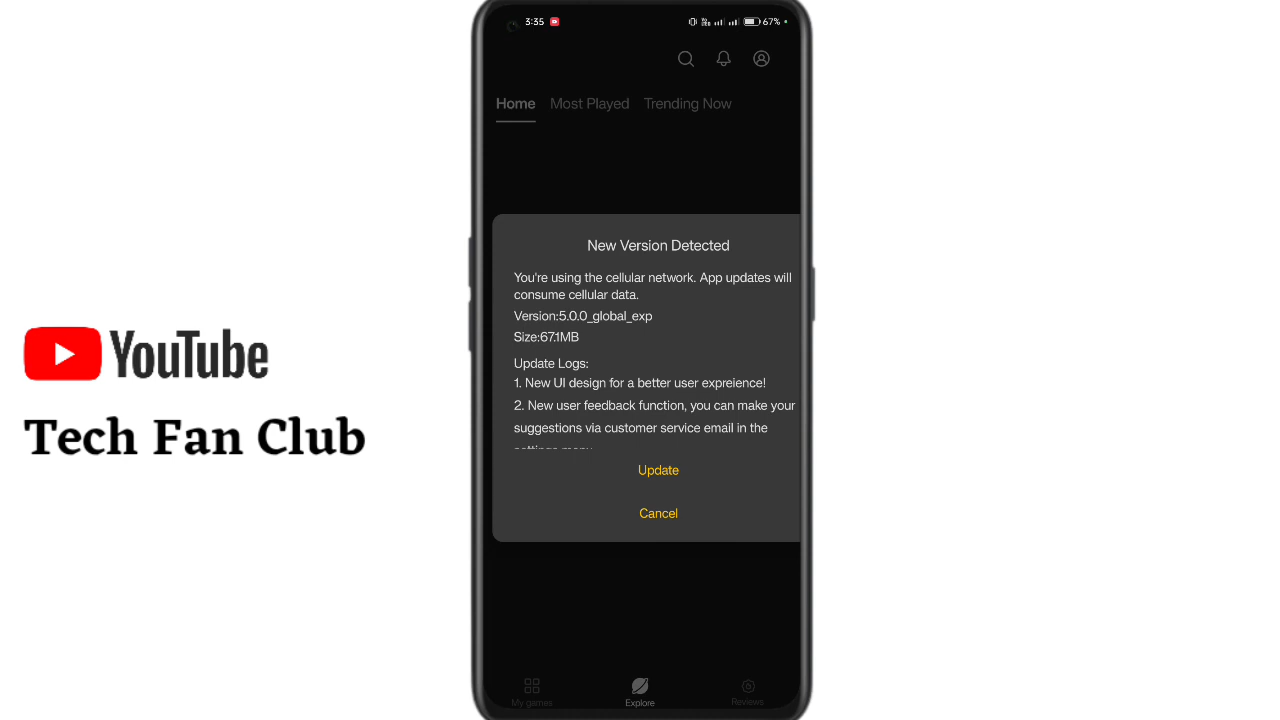 3:35
67%
Home Most Played Trending Now
New Version Detected
You're using the cellular network. App updates will
consume cellular data.
Version:5.0.0_global_exp
Size:67.1MB
Update Logs:
1. New UI design for a better user expreience!
2. New user feedback function, you can make your
suggestions via customer service email in the
settings menu
Update
Cancel
My games Explore Reviews
YouTube
Tech Fan Club